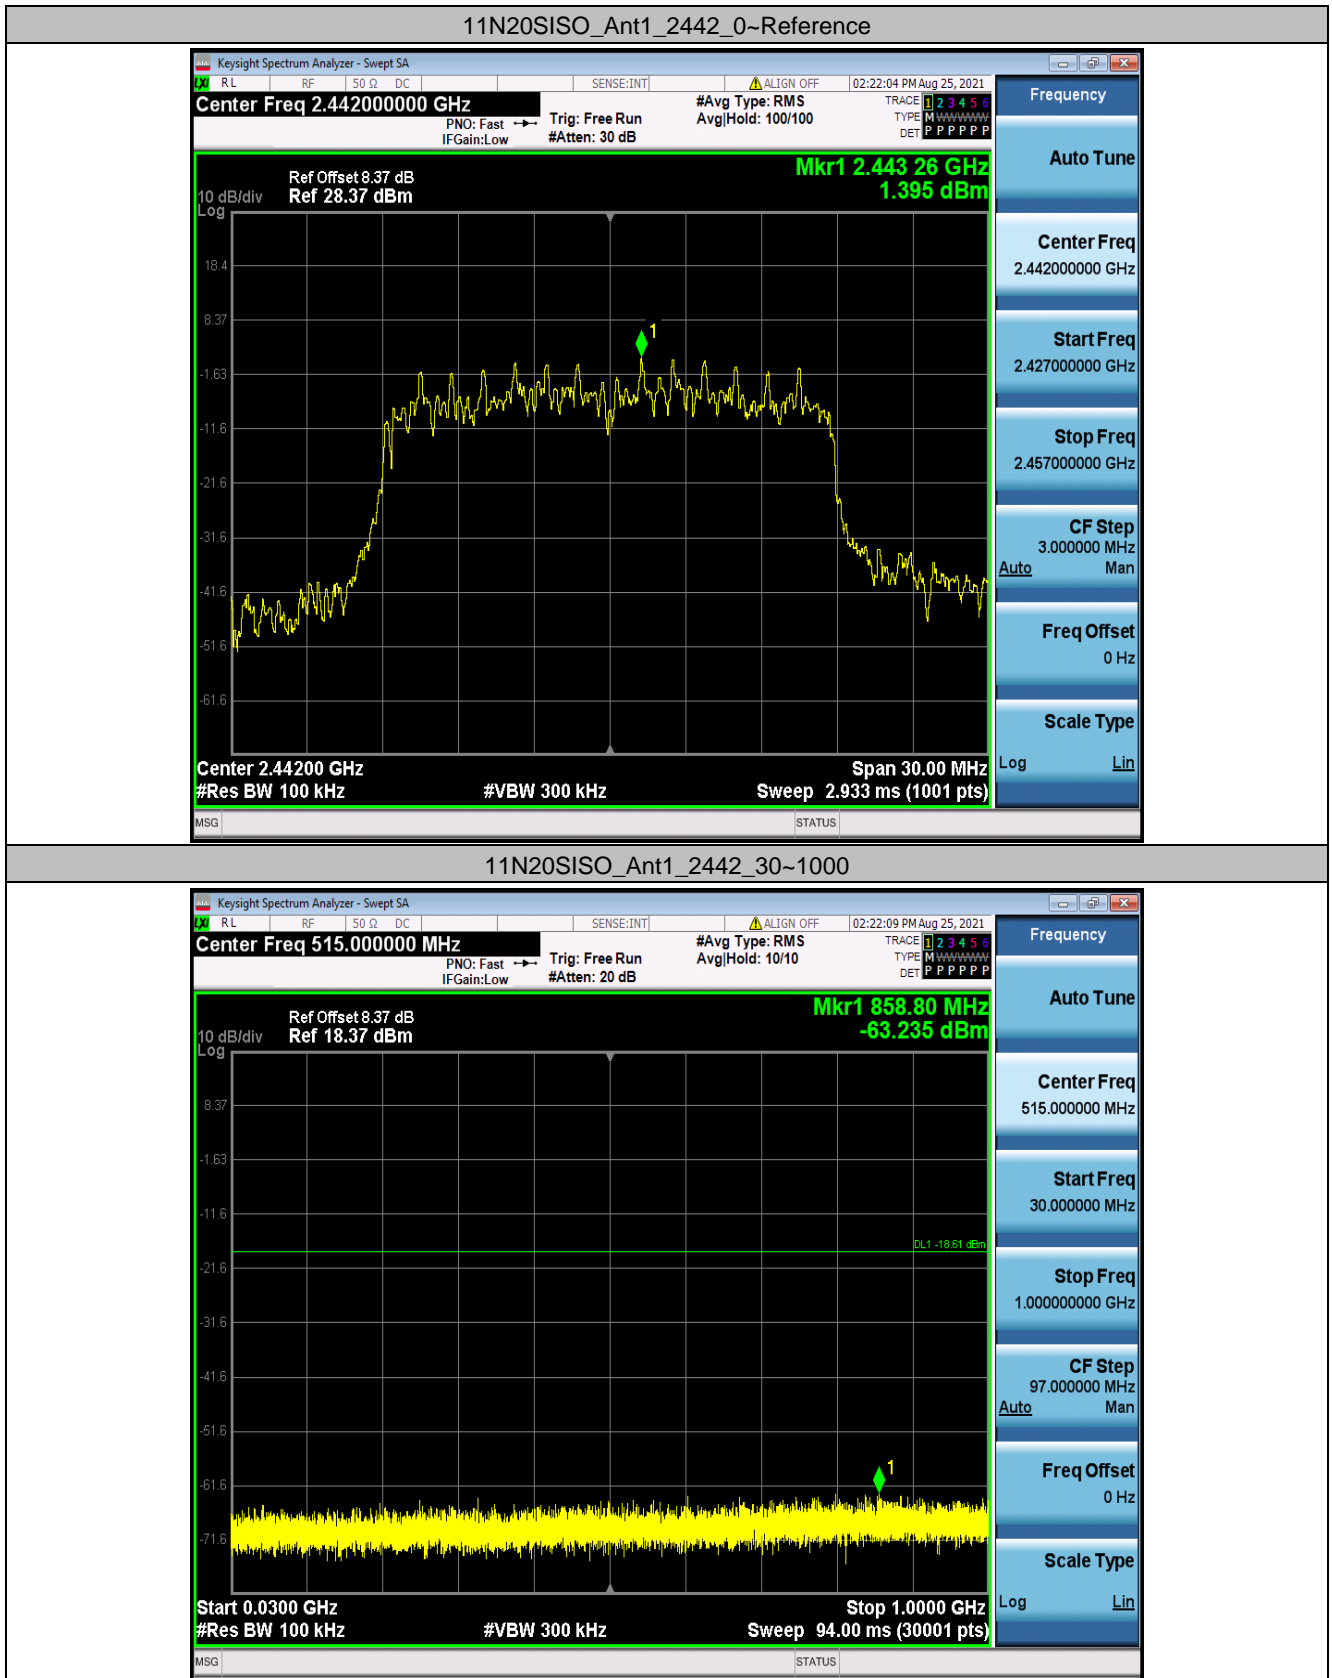 11N20SISO_Ant1_2442_0~Reference
Keysight Spectrum Analyzer - Swept SA
LXI RL RF 50 Ω DC SENSE:INT ALIGN OFF 02:22:04 PM Aug 25, 2021
Center Freq 2.442000000 GHz
PNO: Fast
IFGain:Low
Trig: Free Run
#Atten: 30 dB
#Avg Type: RMS
Avg|Hold: 100/100
TRACE 1 2 3 4 5 6
TYPE M WWWWW
DET P P P P P P
Frequency
Auto Tune
Center Freq
2.442000000 GHz
Start Freq
2.427000000 GHz
Stop Freq
2.457000000 GHz
CF Step
3.000000 MHz
Auto Man
Freq Offset
0 Hz
Scale Type
Log Lin
Mkr1 2.443 26 GHz
1.395 dBm
Ref Offset 8.37 dB
10 dB/div Ref 28.37 dBm
Log
18.4
8.37
1
-1.63
-11.6
-21.6
-31.6
-41.6
-51.6
-61.6
Center 2.44200 GHz Span 30.00 MHz
#Res BW 100 kHz #VBW 300 kHz Sweep 2.933 ms (1001 pts)
MSG STATUS
11N20SISO_Ant1_2442_30~1000
Keysight Spectrum Analyzer - Swept SA
LXI RL RF 50 Ω DC SENSE:INT ALIGN OFF 02:22:09 PM Aug 25, 2021
Center Freq 515.000000 MHz
PNO: Fast
IFGain:Low
Trig: Free Run
#Atten: 20 dB
#Avg Type: RMS
Avg|Hold: 10/10
TRACE 1 2 3 4 5 6
TYPE M WWWWW
DET P P P P P P
Frequency
Auto Tune
Center Freq
515.000000 MHz
Start Freq
30.000000 MHz
Stop Freq
1.000000000 GHz
CF Step
97.000000 MHz
Auto Man
Freq Offset
0 Hz
Scale Type
Log Lin
Mkr1 858.80 MHz
-63.235 dBm
Ref Offset 8.37 dB
10 dB/div Ref 18.37 dBm
Log
8.37
-1.63
-11.6
DL1 -18.61 dBm
-21.6
-31.6
-41.6
-51.6
1
-61.6
-71.6
Start 0.0300 GHz Stop 1.0000 GHz
#Res BW 100 kHz #VBW 300 kHz Sweep 94.00 ms (30001 pts)
MSG STATUS